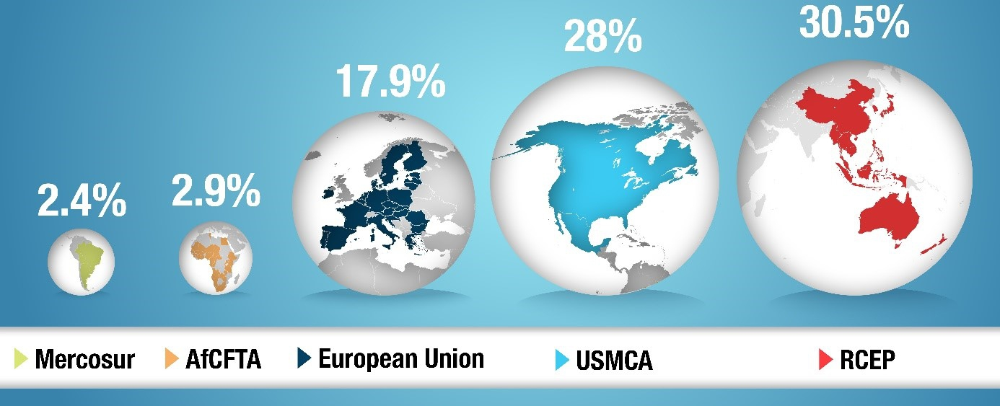 2.4%
2.9%
17.9%
28%
30.5%
Mercosur
AfCFTA
European Union
USMCA
RCEP